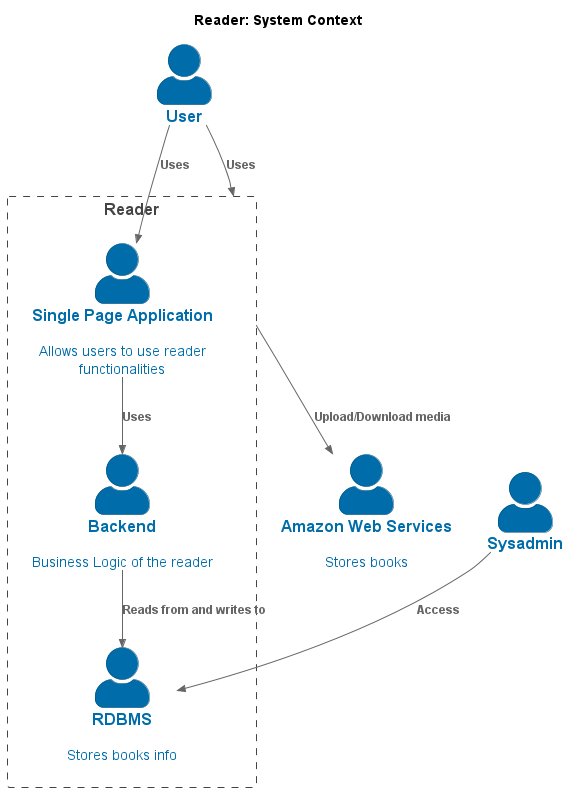 Reader: System Context
User
Uses
Uses
Reader
Single Page Application
Allows users to use reader
functionalities
Uses
Upload/Download media
Backend
Business Logic of the reader
Amazon Web Services
Stores books
Sysadmin
Reads from and writes to
Access
RDBMS
Stores books info